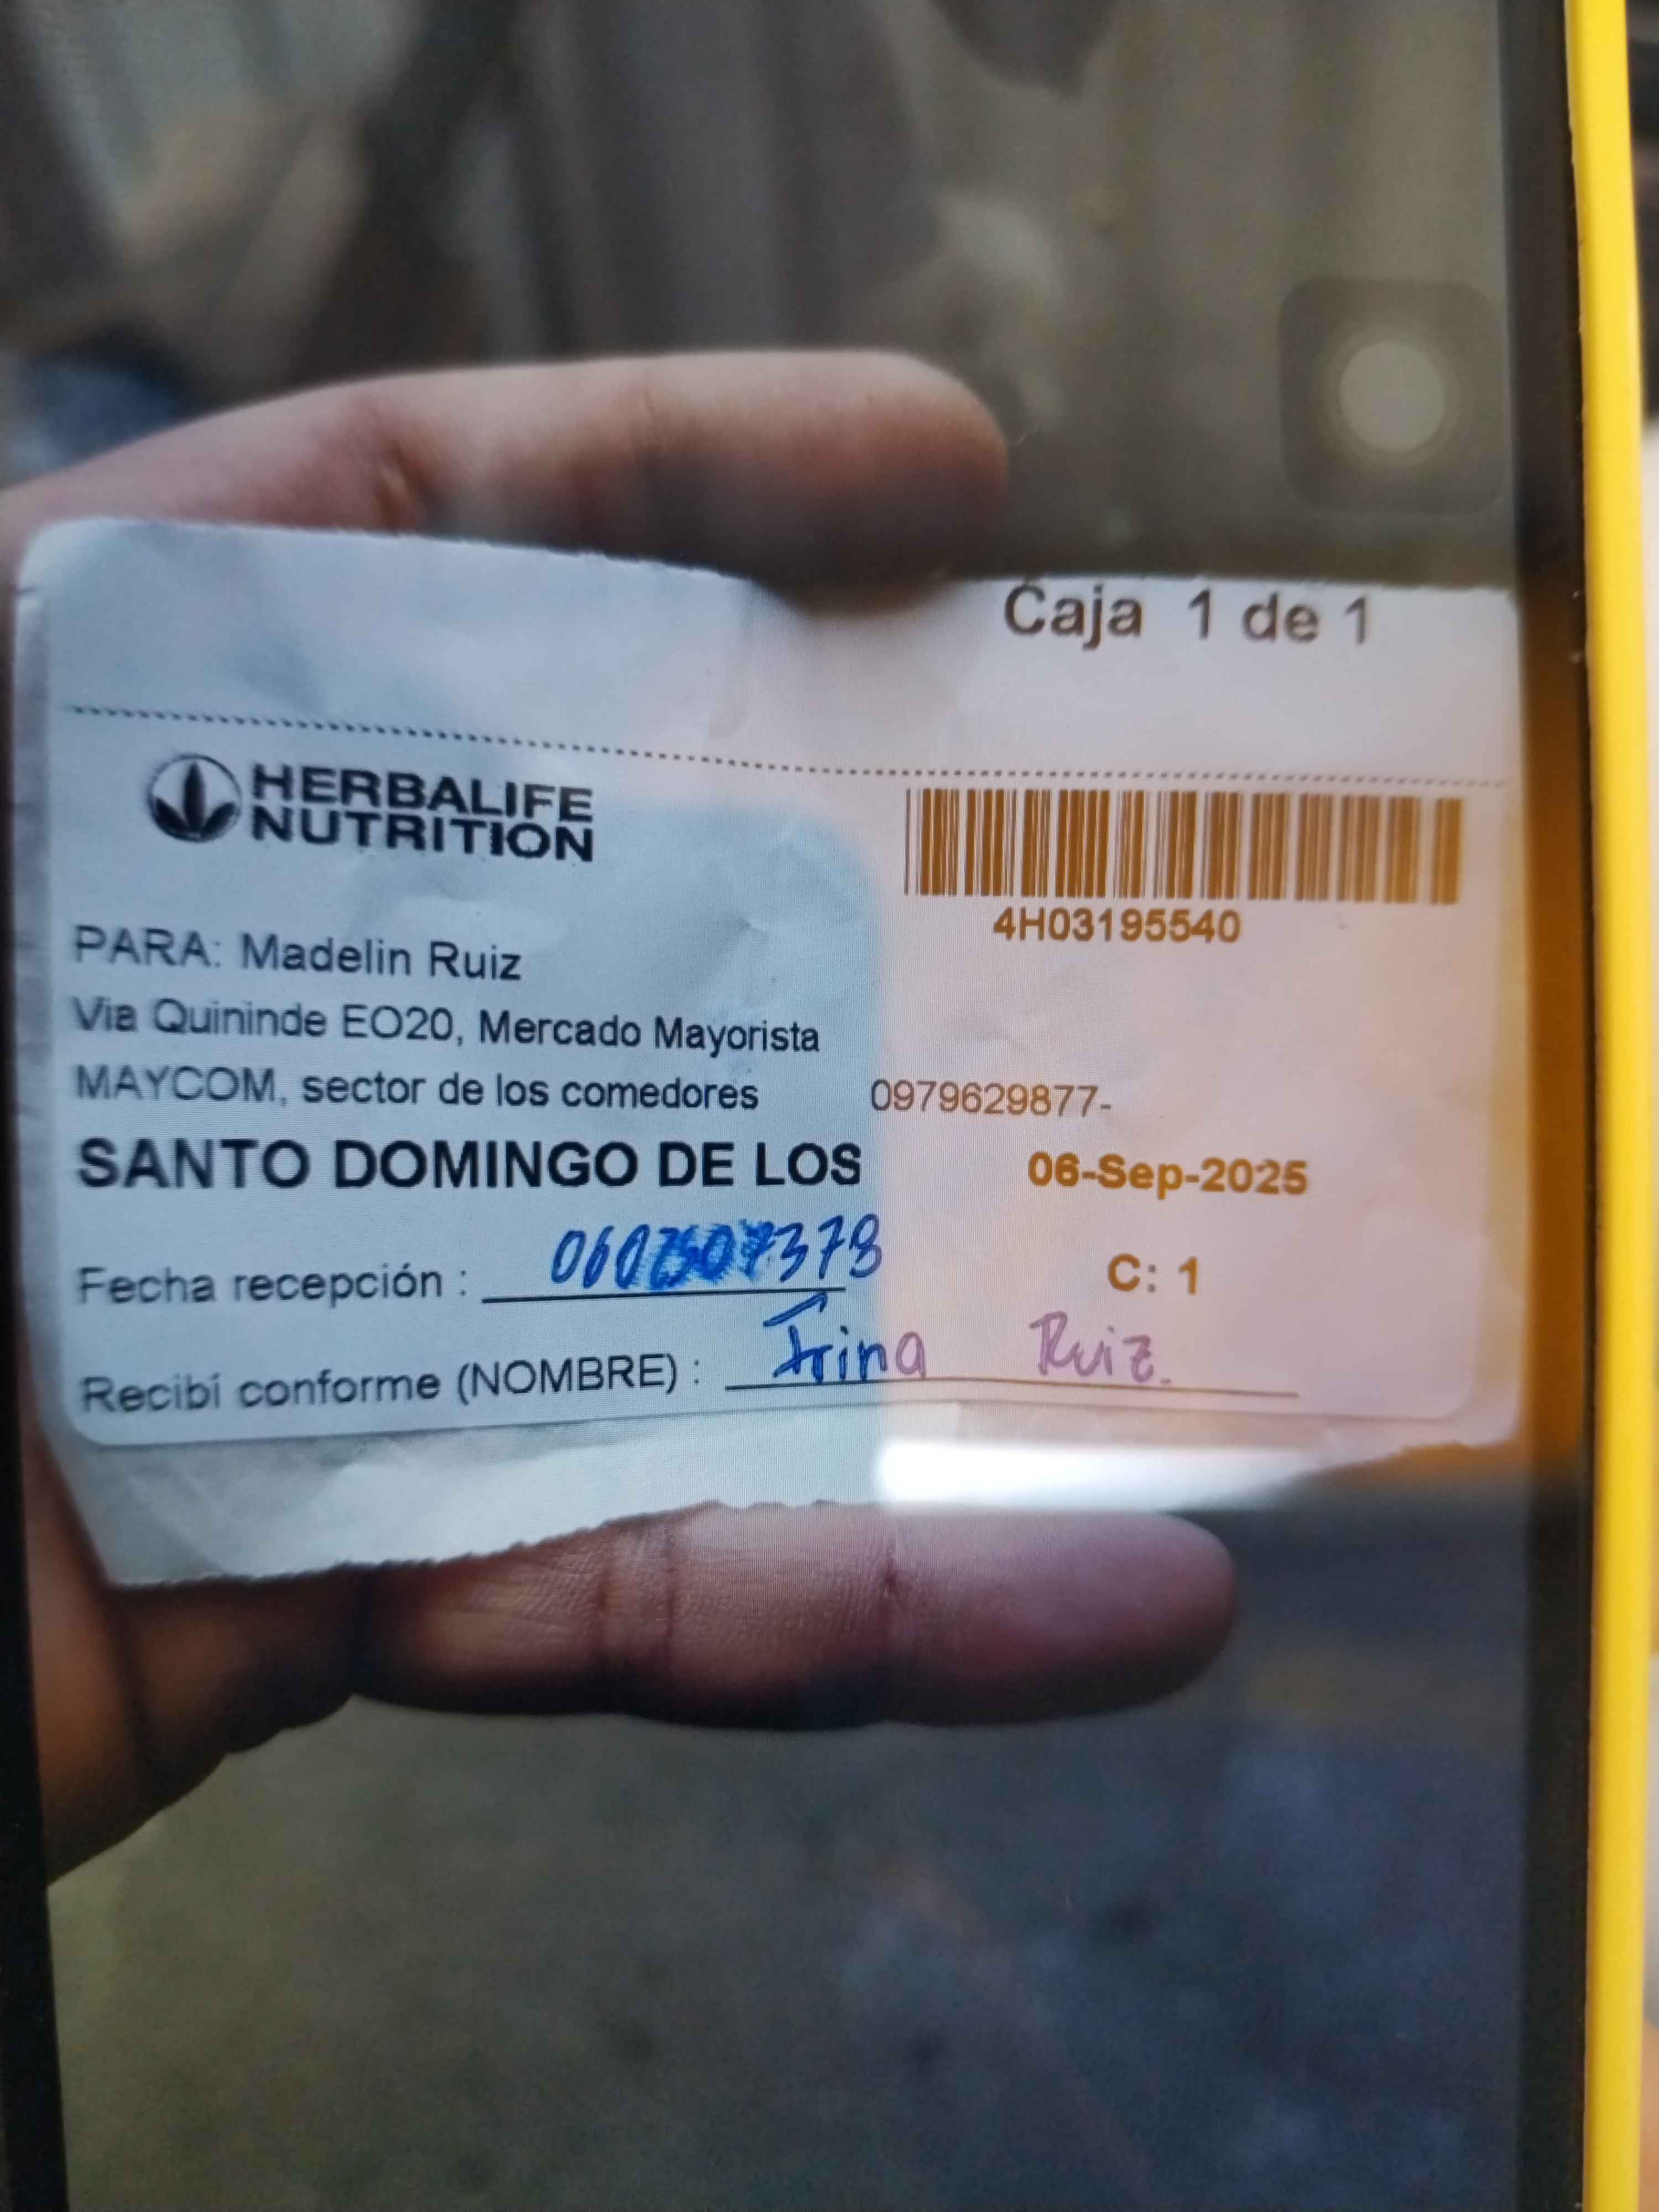 Caja 1 de 1
HERBALIFE
NUTRITION
4H03195540
PARA: Madelin Ruiz
Via Quininde EO20, Mercado Mayorista
MAYCOM, sector de los comedores 0979629877-
SANTO DOMINGO DE LOS 06-Sep-2025
Fecha recepción : C: 1
Recibí conforme (NOMBRE) : Irina Ruiz.